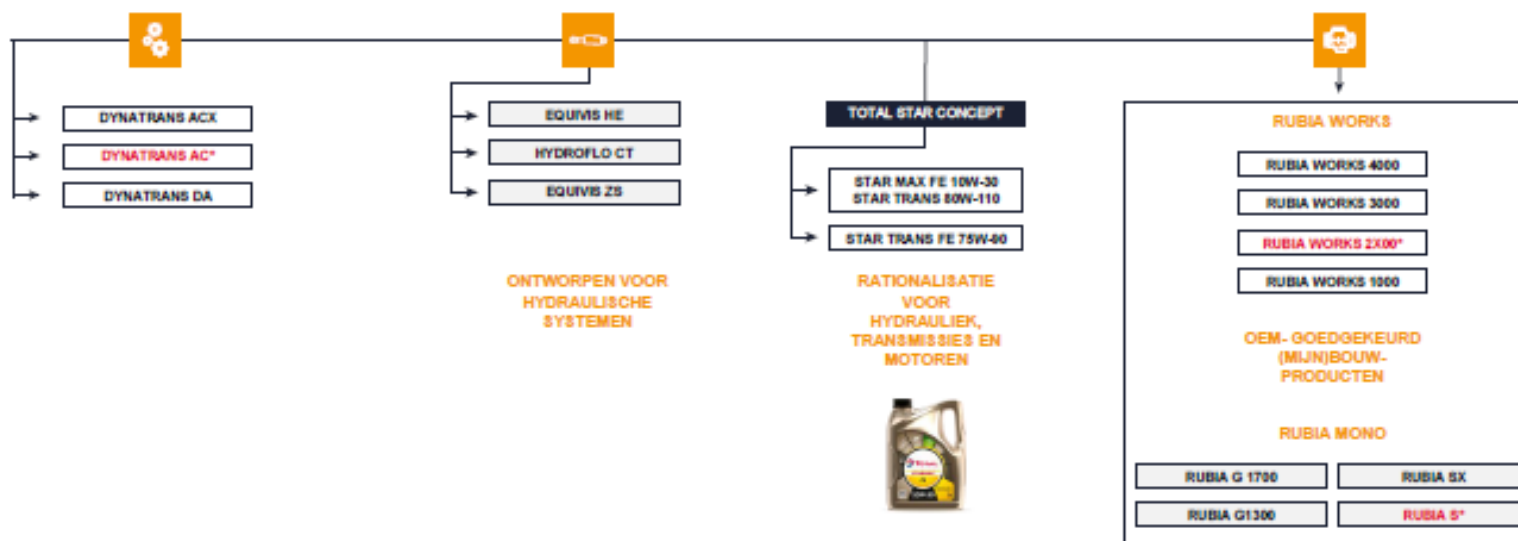 DYNATRANS ACX
DYNATRANS AC*
DYNATRANS DA
EQUIVIS HE
HYDROFLO CT
EQUIVIS ZS
ONTWORPEN VOOR
HYDRAULISCHE
SYSTEMEN
TOTAL STAR CONCEPT
STAR MAX FE 10W-30
STAR TRANS 80W-110
STAR TRANS FE 75W-90
RATIONALISATIE
VOOR
HYDRAULIEK,
TRANSMISSIES EN
MOTOREN
TOTAL
RUBIA WORKS
RUBIA WORKS 4000
RUBIA WORKS 3000
RUBIA WORKS 2X00*
RUBIA WORKS 1000
OEM- GOEDGEKEURD
(MIJN)BOUW-
PRODUCTEN
RUBIA MONO
RUBIA G 1700
RUBIA SX
RUBIA G1300
RUBIA S*